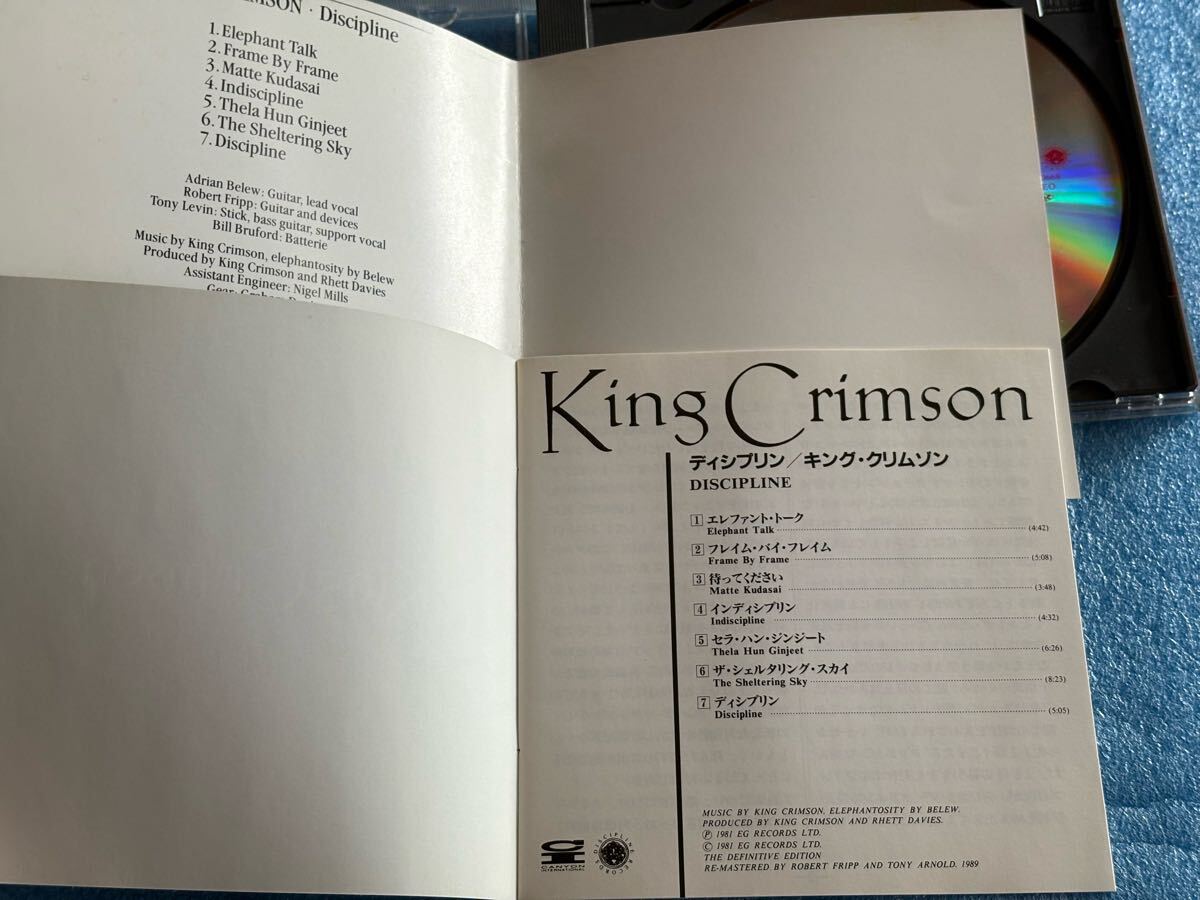 CRIMSON · Discipline
1. Elephant Talk
2. Frame By Frame
3. Matte Kudasai
4. Indiscipline
5. Thela Hun Ginjeet
6. The Sheltering Sky
7. Discipline
Adrian Belew: Guitar, lead vocal
Robert Fripp: Guitar and devices
Tony Levin: Stick, bass guitar, support vocal
Bill Bruford: Batterie
Music by King Crimson, elephantosity by Belew
Produced by King Crimson and Rhett Davies
Assistant Engineer: Nigel Mills
King Crimson
ディシプリン/キング・クリムゾン
DISCIPLINE
1 エレファント・トーク
Elephant Talk (4:42)
2 フレイム・バイ・フレイム
Frame By Frame (5:08)
3 待ってください
Matte Kudasai (3:48)
4 インディシプリン
Indiscipline (4:32)
5 セラ・ハン・ジンジート
Thela Hun Ginjeet (6:26)
6 ザ・シェルタリング・スカイ
The Sheltering Sky (8:23)
7 ディシプリン
Discipline (5:05)
MUSIC BY KING CRIMSON, ELEPHANTOSITY BY BELEW.
PRODUCED BY KING CRIMSON AND RHETT DAVIES.
Ⓟ 1981 EG RECORDS LTD.
© 1981 EG RECORDS LTD.
THE DEFINITIVE EDITION
RE-MASTERED BY ROBERT FRIPP AND TONY ARNOLD, 1989
CANYON
INTERNATIONAL
DISCIPLINE RECORDS